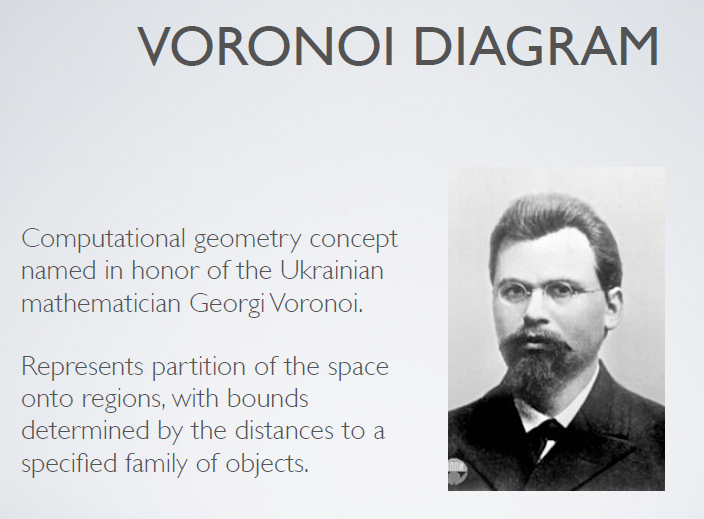 VORONOI DIAGRAM
Computational geometry concept
named in honor of the Ukrainian
mathematician Georgi Voronoi.
Represents partition of the space
onto regions, with bounds
determined by the distances to a
specified family of objects.